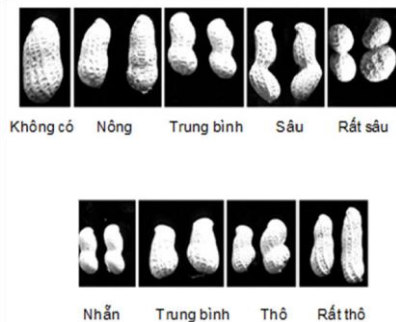 Không có Nông Trung bình Sâu Rất sâu
Nhẵn Trung bình Thô Rất thô